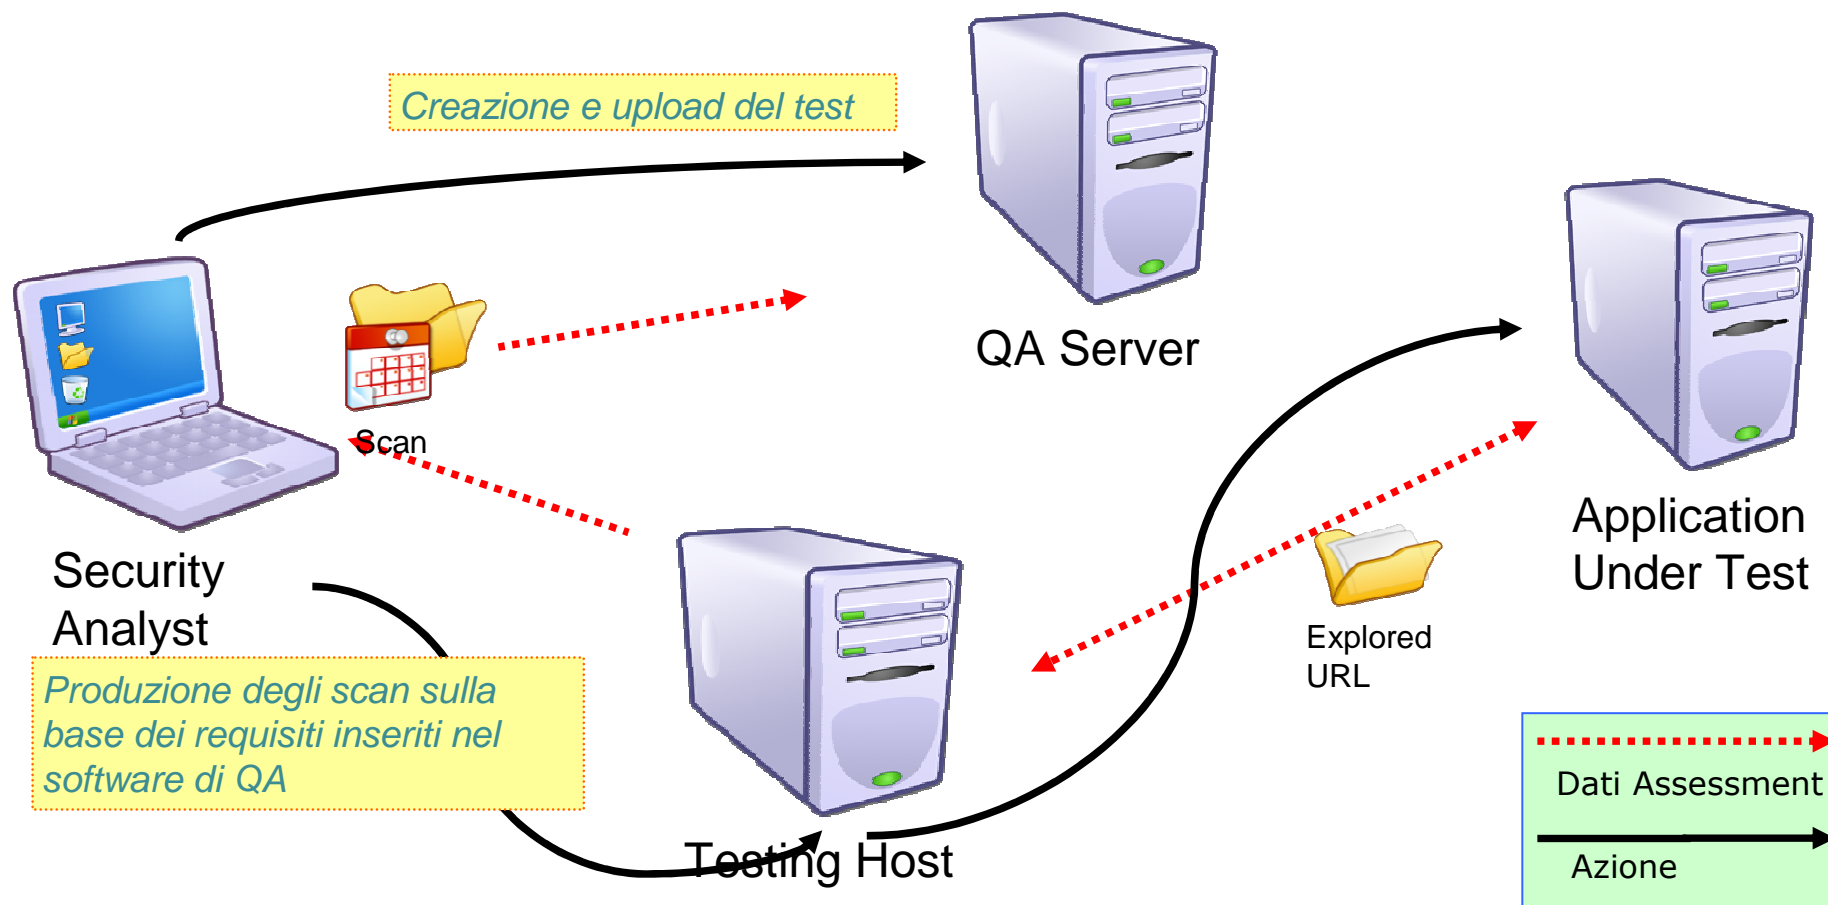 Creazione e upload del test
QA Server
Scan
Security
Analyst
Application
Under Test
Explored
URL
Produzione degli scan sulla
base dei requisiti inseriti nel
software di QA
Testing Host
Dati Assessment
Azione